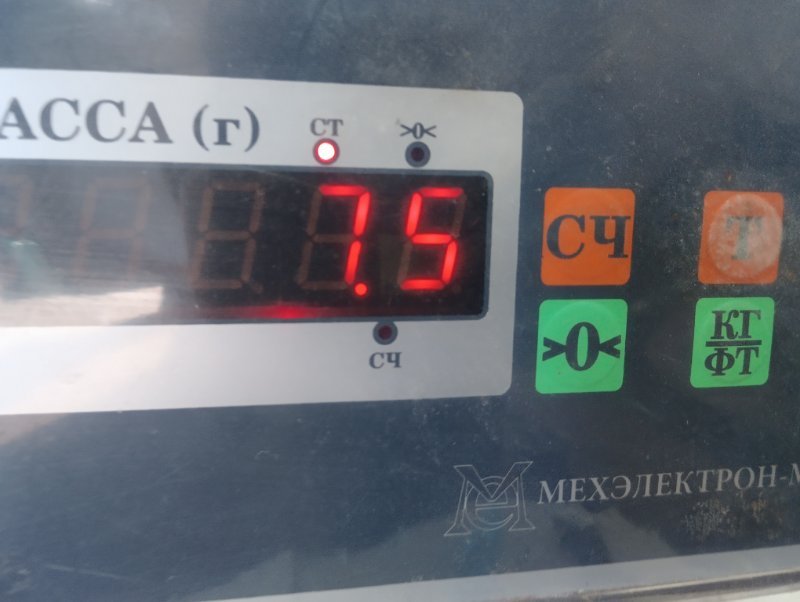 АССА (г)
СТ >0<
7.5
СЧ
СЧ Т
>0< КГ
ФТ
МЕХЭЛЕКТРОН-М